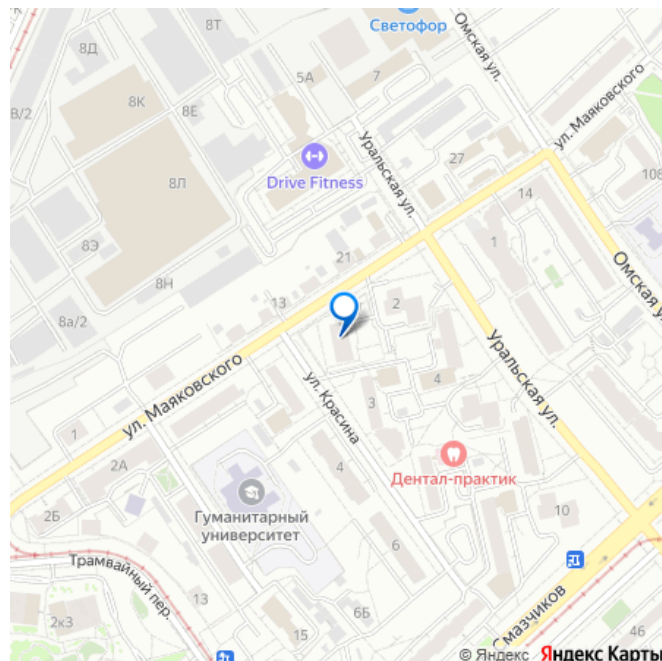 8Т
8Д
Светофор
Омская ул.
5А
7
8К
8Е
В/2
ул. Маяковского
Уральская ул.
27
Drive Fitness
8Л
108
14
8Э
21
1
Омская ул.
8Н
13
2
8а/2
Уральская ул.
ул. Маяковского
4
ул. Красина
3
1
Дентал-практик
2А
4
Гуманитарный
университет
10
2Б
6
Трамвайный пер.
13
Смазчиков
2к3
6Б
15
46
© Яндекс Яндекс Карты